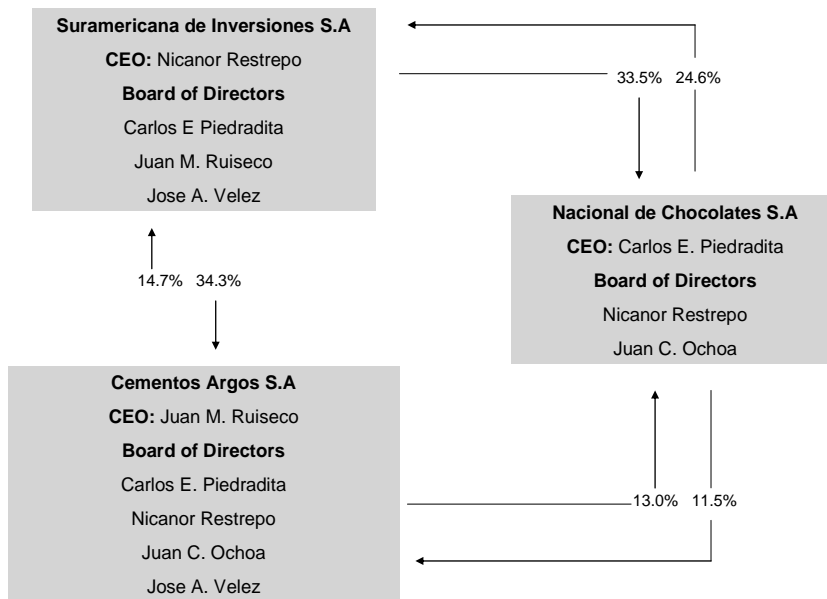 Suramericana de Inversiones S.A
CEO: Nicanor Restrepo
Board of Directors
Carlos E Piedradita
Juan M. Ruiseco
Jose A. Velez
33.5% 24.6%
Nacional de Chocolates S.A
CEO: Carlos E. Piedradita
Board of Directors
Nicanor Restrepo
Juan C. Ochoa
14.7% 34.3%
Cementos Argos S.A
CEO: Juan M. Ruiseco
Board of Directors
Carlos E. Piedradita
Nicanor Restrepo
Juan C. Ochoa
Jose A. Velez
13.0% 11.5%